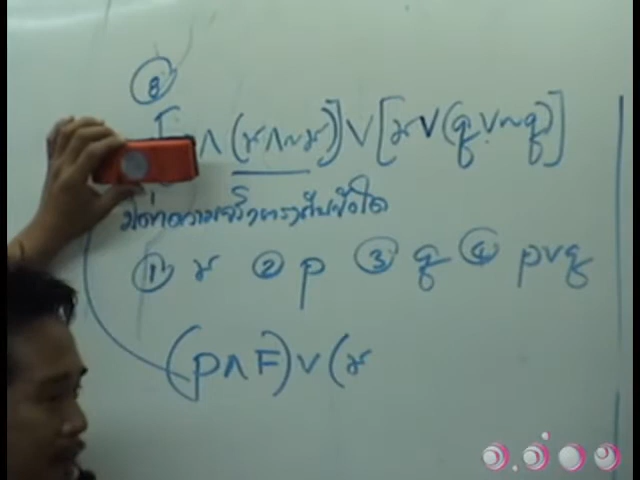 ⑧
[ ∧ (r∧~r)] ∨ [r ∨ (q∨~q)]
มีค่าความจริงตรงกับข้อใด
① r ② p ③ q ④ p∨q
(p∧F)∨(r